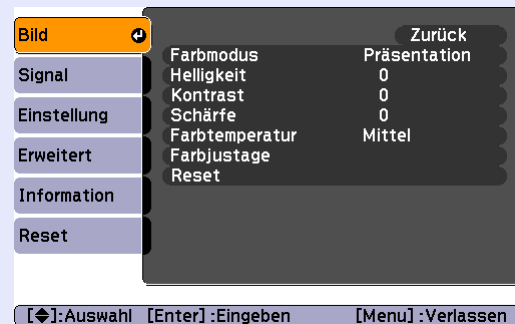 Bild
Signal
Einstellung
Erweitert
Information
Reset
Zurück
Farbmodus Präsentation
Helligkeit 0
Kontrast 0
Schärfe 0
Farbtemperatur Mittel
Farbjustage
Reset
[◆]:Auswahl [Enter]:Eingeben [Menu]:Verlassen